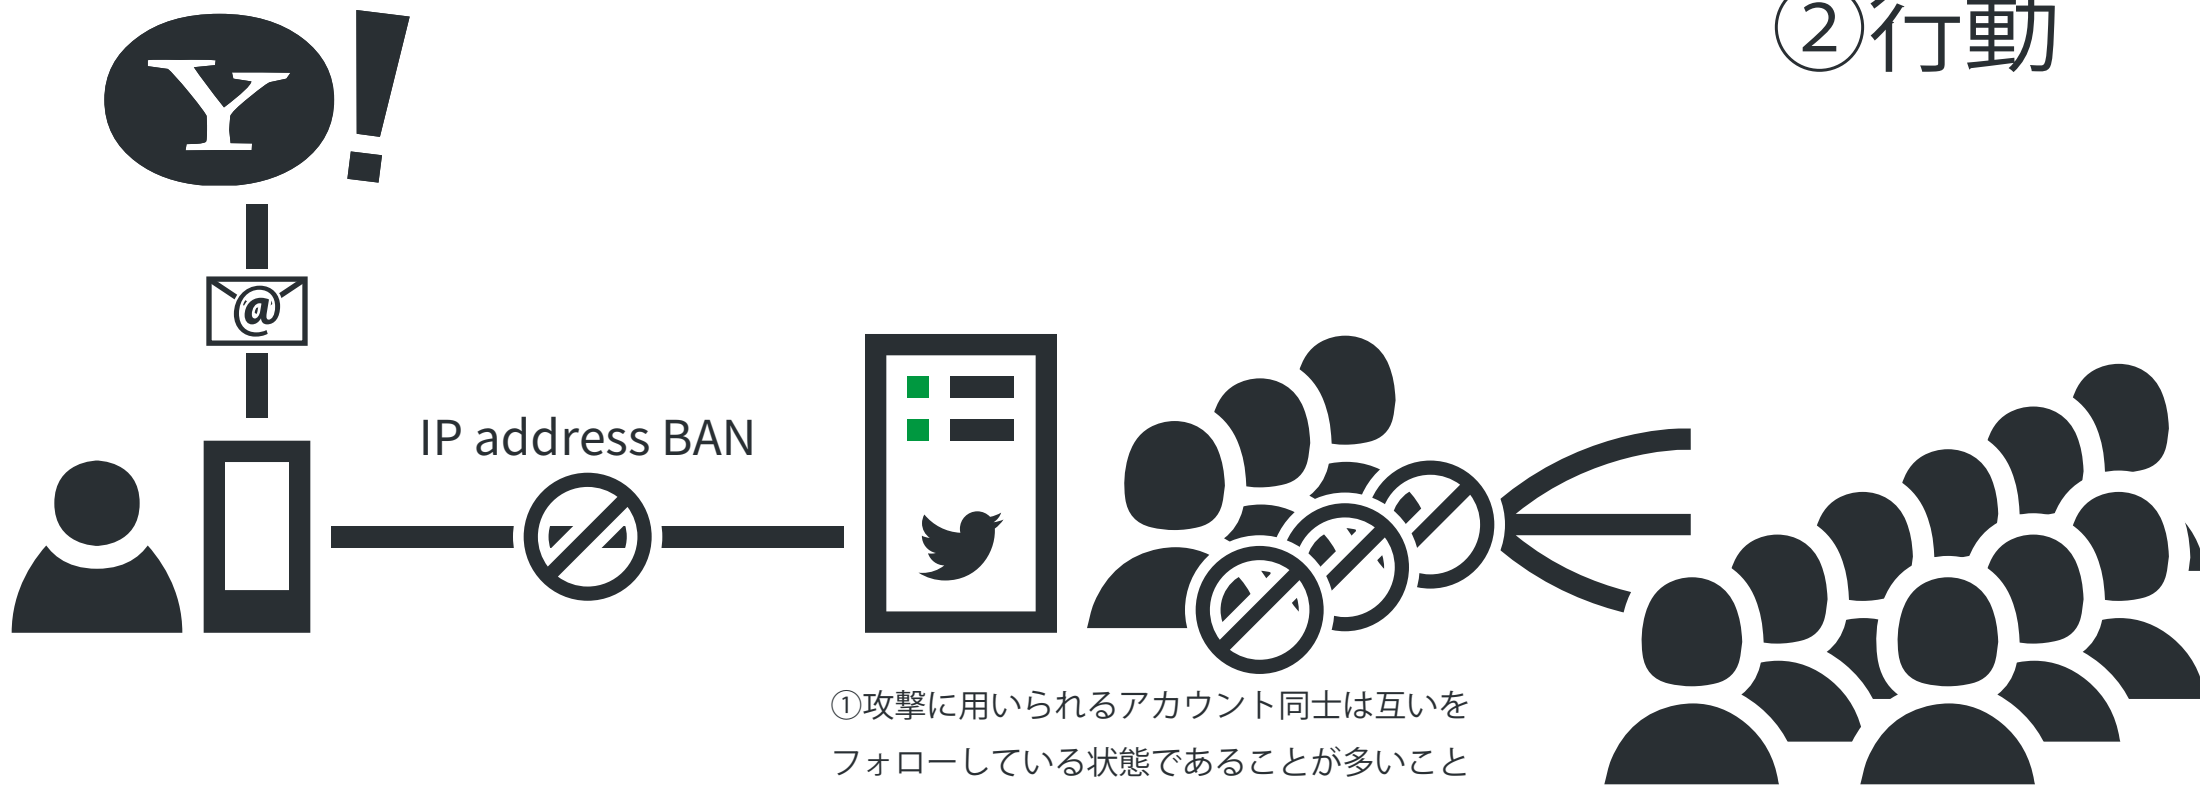 ②行動
Y!
@
IP address BAN
①攻撃に用いられるアカウント同士は互いを
フォローしている状態であることが多いこと